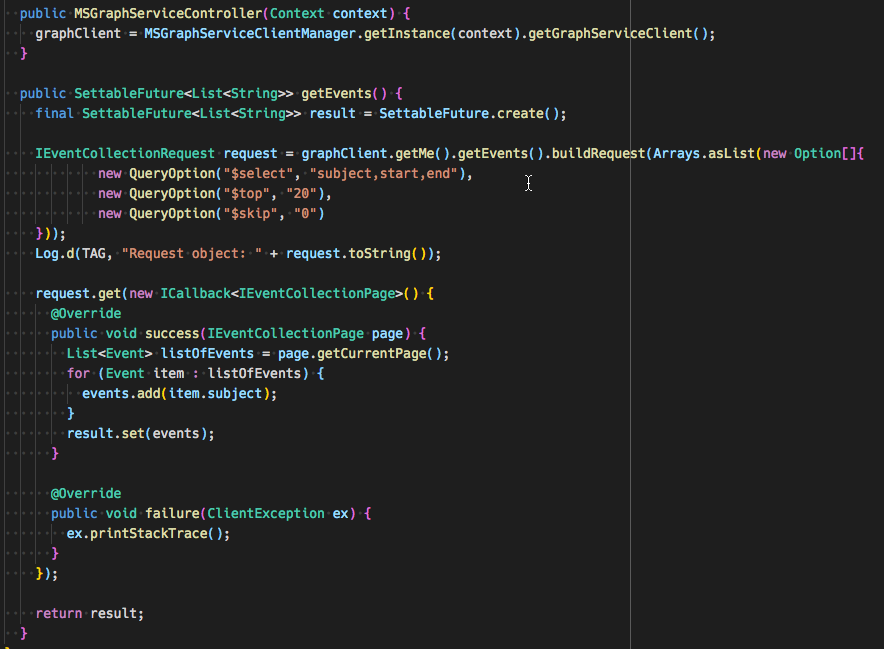 public MSGraphServiceController(Context context) {
graphClient = MSGraphServiceClientManager.getInstance(context).getGraphServiceClient();
}
public SettableFuture<List<String>> getEvents() {
final SettableFuture<List<String>> result = SettableFuture.create();
IEventCollectionRequest request = graphClient.getMe().getEvents().buildRequest(Arrays.asList(new Option[]{
new QueryOption("$select", "subject,start,end"),
new QueryOption("$top", "20"),
new QueryOption("$skip", "0")
}));
Log.d(TAG, "Request object: " + request.toString());
request.get(new ICallback<IEventCollectionPage>() {
@Override
public void success(IEventCollectionPage page) {
List<Event> listOfEvents = page.getCurrentPage();
for (Event item : listOfEvents) {
events.add(item.subject);
}
result.set(events);
}
@Override
public void failure(ClientException ex) {
ex.printStackTrace();
}
});
return result;
}